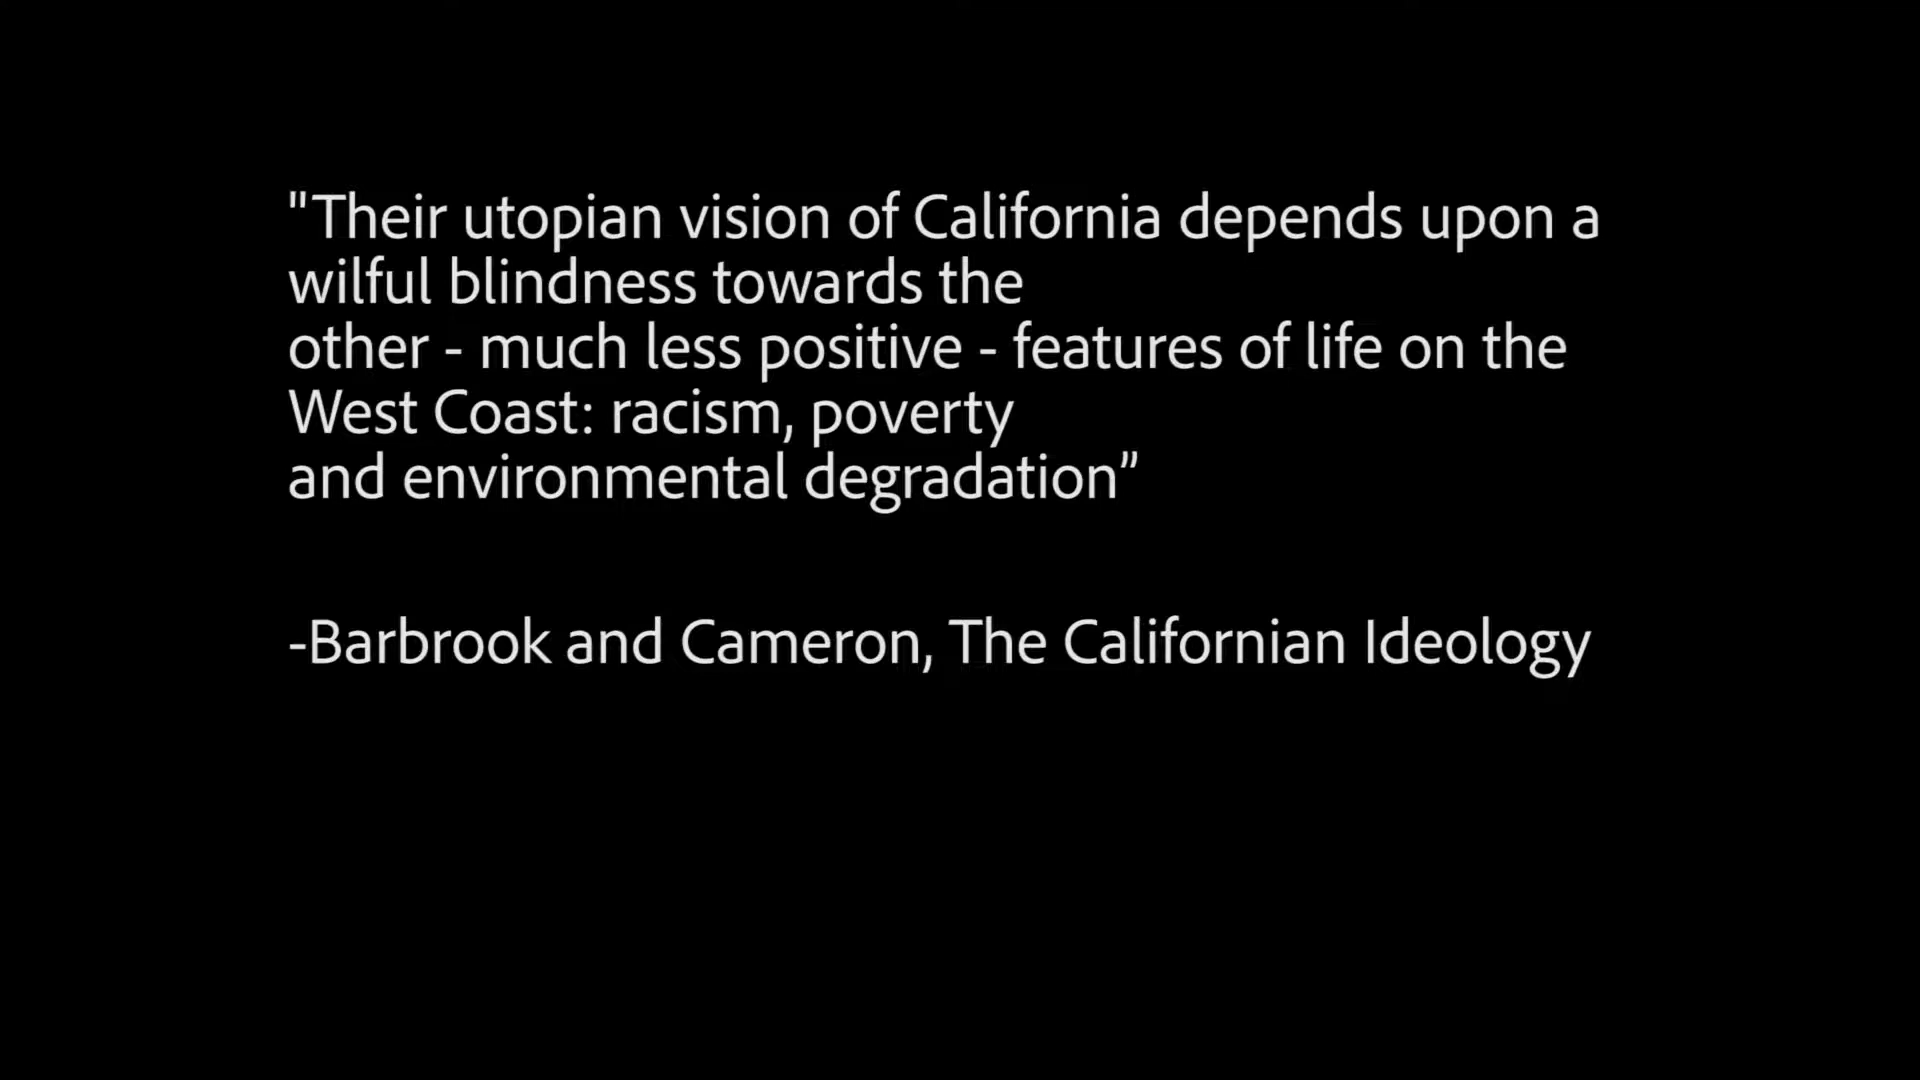 "Their utopian vision of California depends upon a
wilful blindness towards the
other - much less positive - features of life on the
West Coast: racism, poverty
and environmental degradation”
-Barbrook and Cameron, The Californian Ideology